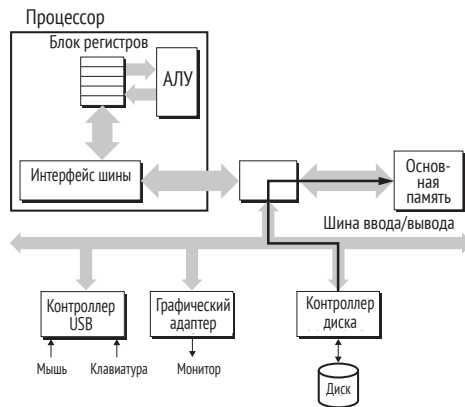 Процессор
Блок регистров
АЛУ
Интерфейс шины
Основ-
ная
память
Шина ввода/вывода
Контроллер
USB
Графический
адаптер
Контроллер
диска
Мышь
Клавиатура
Монитор
Диск